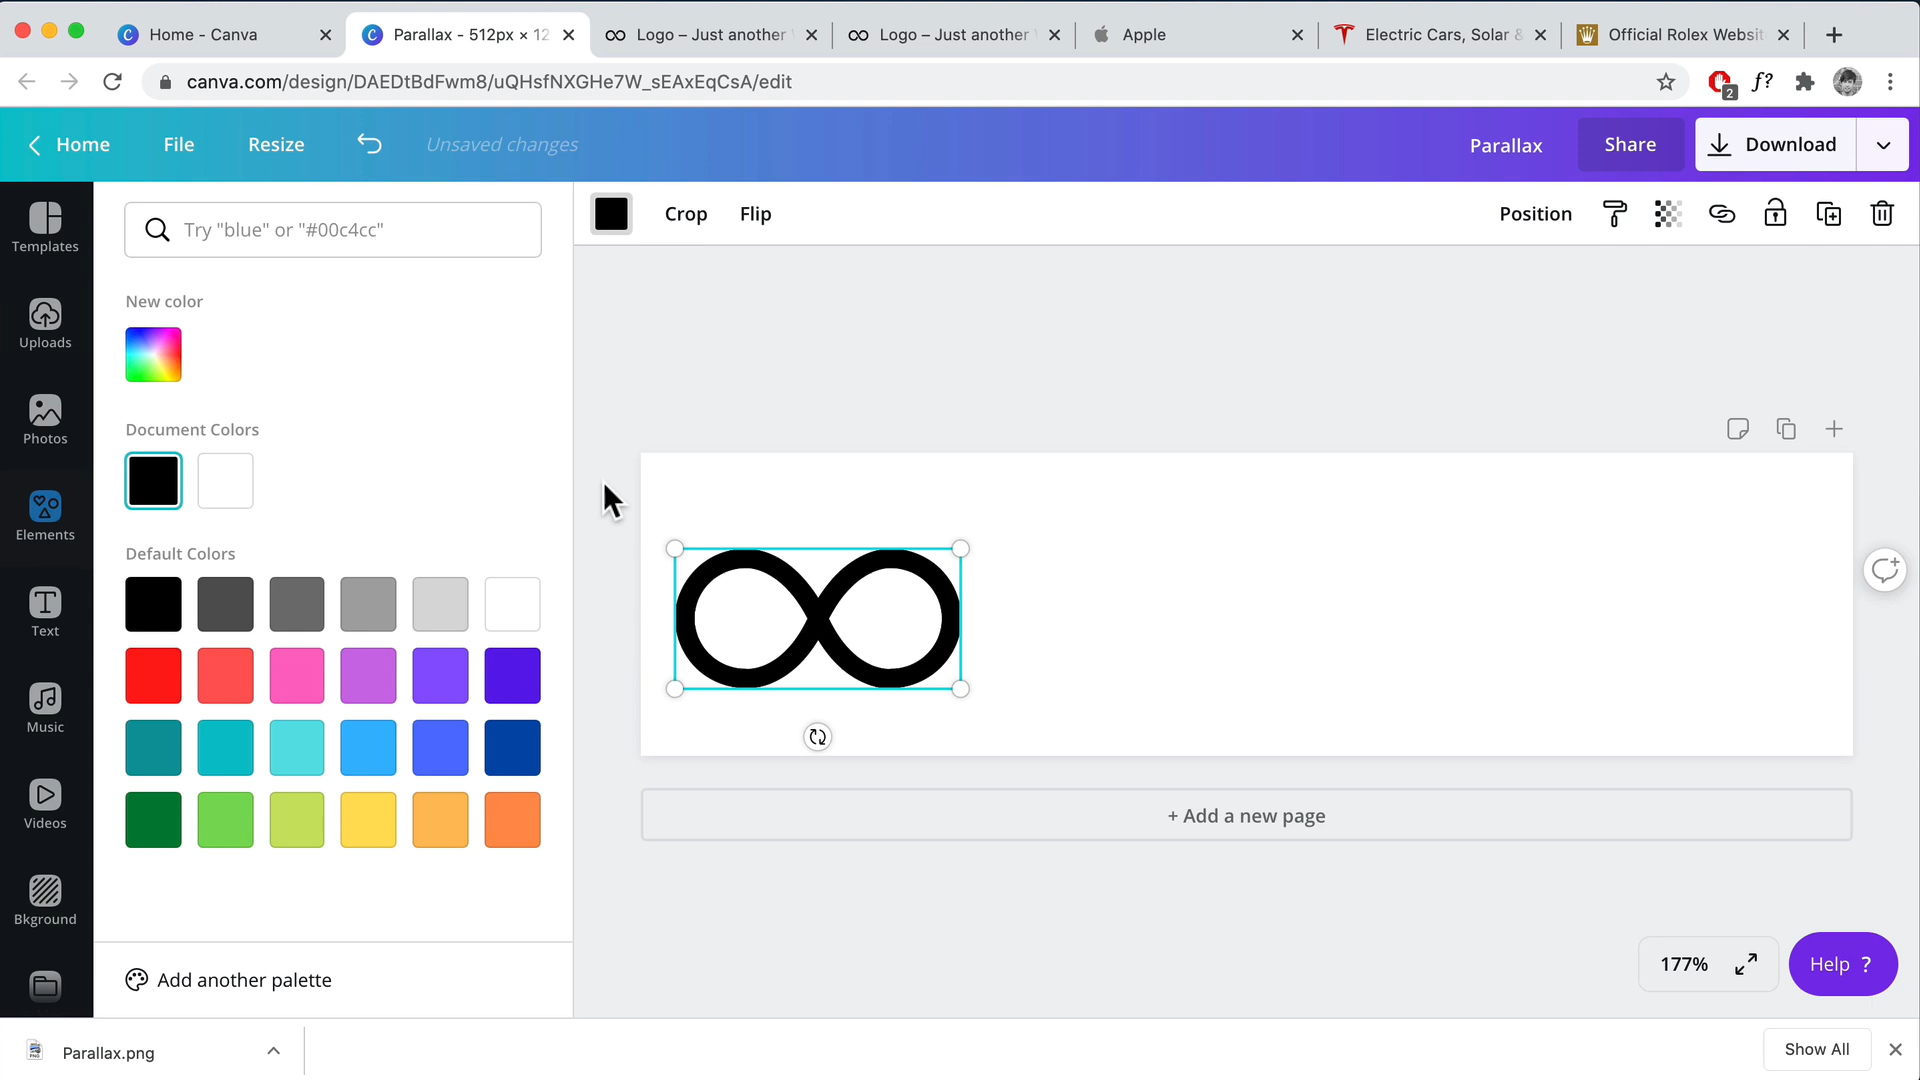 Home - Canva
Parallax - 512px × 12
Logo – Just another
Logo – Just another
Apple
Electric Cars, Solar &
Official Rolex Websit
canva.com/design/DAEDtBdFwm8/uQHsfNXGHe7W_sEAxEqCsA/edit
2
f?
Home
File
Resize
Unsaved changes
Parallax
Share
Download
Templates
Uploads
Photos
Elements
Text
Music
Videos
Bkground
Try "blue" or "#00c4cc"
New color
Document Colors
Default Colors
Add another palette
Crop
Flip
Position
+ Add a new page
177%
Help ?
Parallax.png
Show All